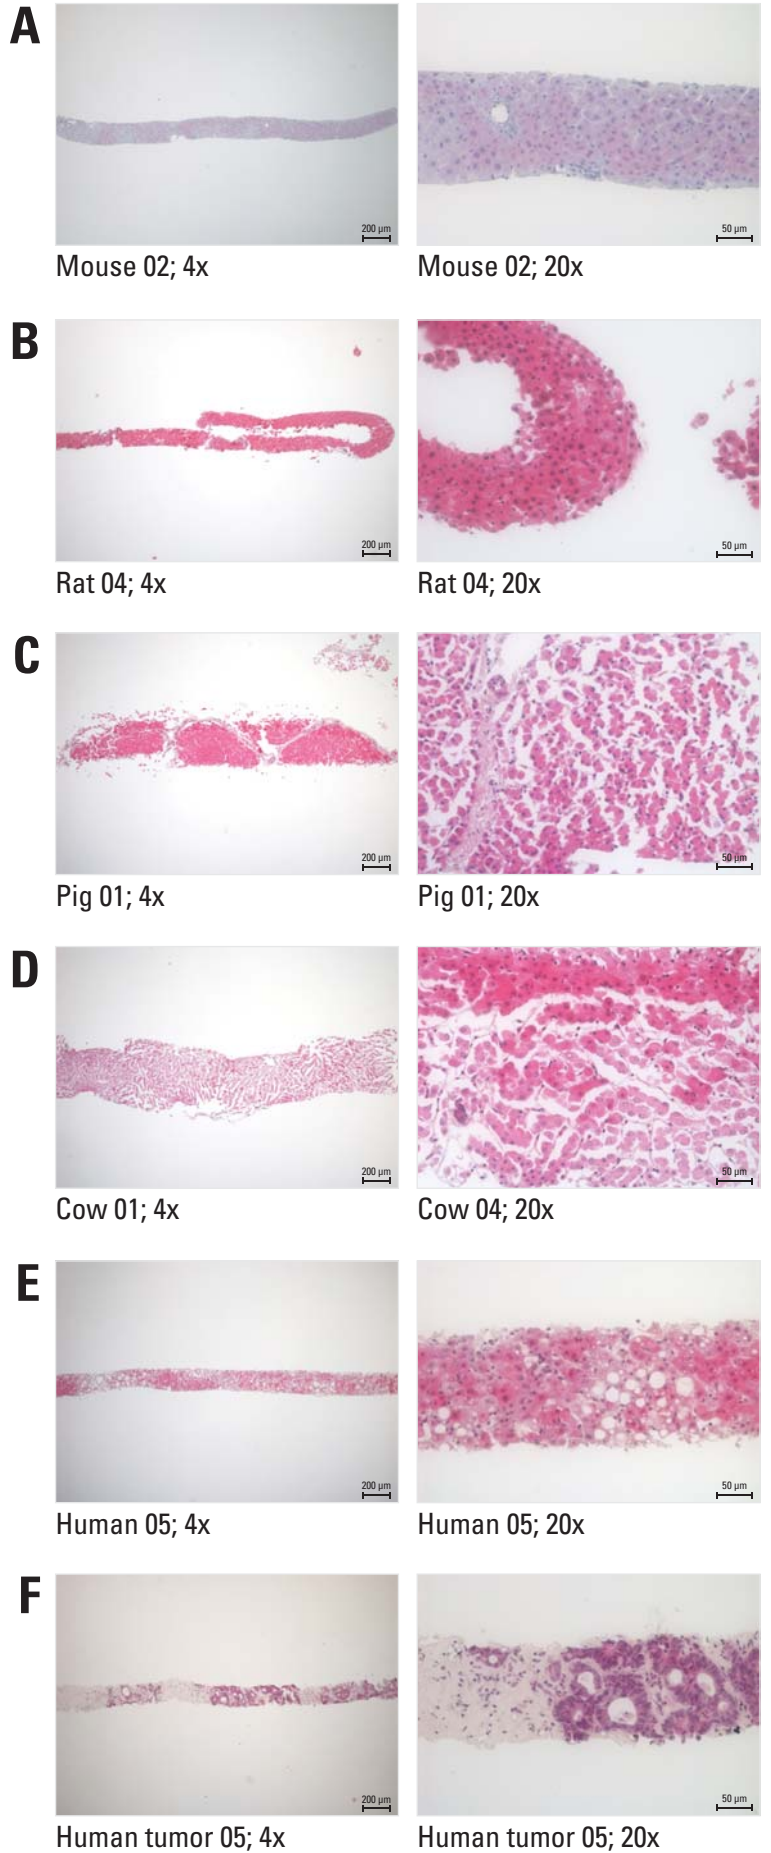 A
200 µm
50 µm
Mouse 02; 4x
Mouse 02; 20x
B
200 µm
50 µm
Rat 04; 4x
Rat 04; 20x
C
200 µm
50 µm
Pig 01; 4x
Pig 01; 20x
D
200 µm
50 µm
Cow 01; 4x
Cow 04; 20x
E
200 µm
50 µm
Human 05; 4x
Human 05; 20x
F
200 µm
50 µm
Human tumor 05; 4x
Human tumor 05; 20x